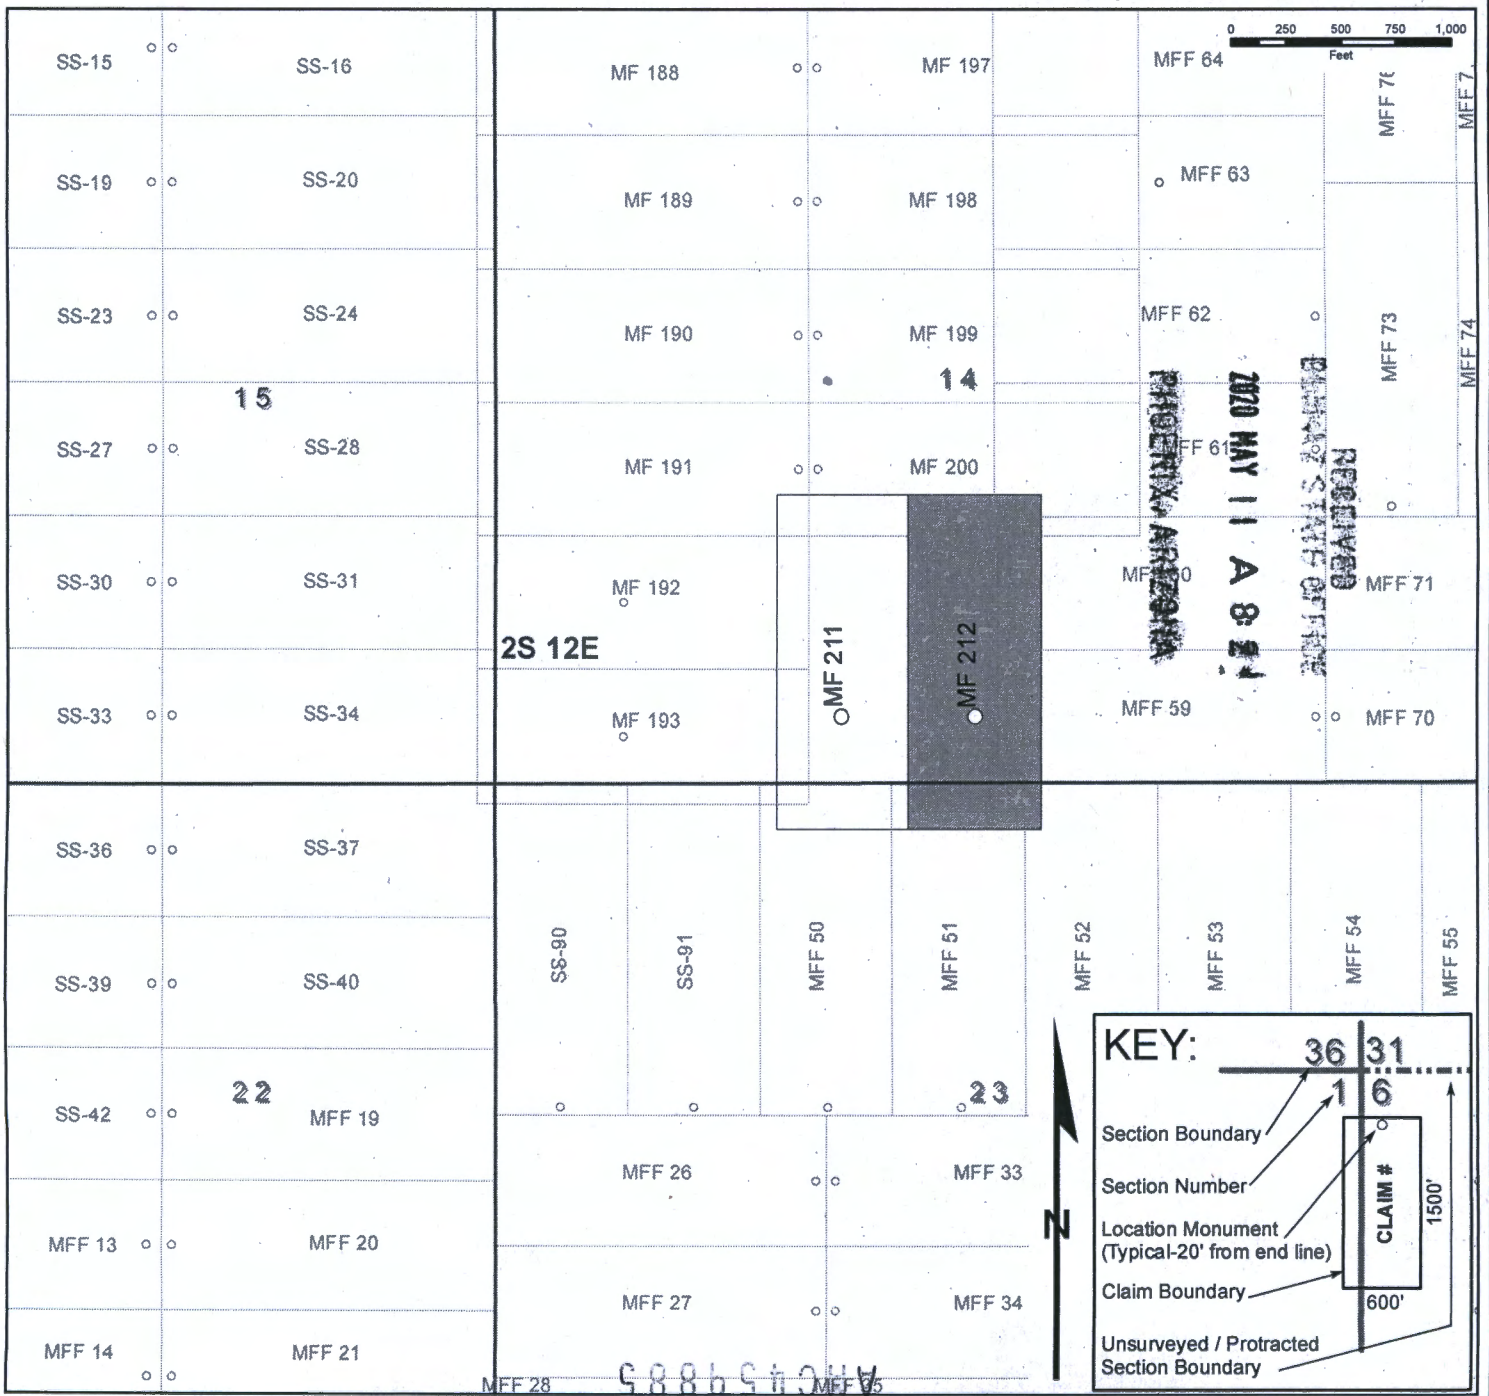 0 250 500 750 1,000
Feet
SS-15
SS-16
MF 188
MF 197
MFF 64
MFF 76
MFF 7
SS-19
SS-20
MF 189
MF 198
MFF 63
SS-23
SS-24
MF 190
MF 199
MFF 62
MFF 73
MFF 74
15
14
SS-27
SS-28
MF 191
MF 200
FF 61
RECEIVED
2020 MAY 11 A 8:
PHOENIX, ARIZONA
SS-30
SS-31
MF 192
MF 60
MFF 71
2S 12E
MF 211
MF 212
SS-33
SS-34
MF 193
MFF 59
MFF 70
SS-36
SS-37
SS-90
SS-91
MFF 50
MFF 51
MFF 52
MFF 53
MFF 54
MFF 55
SS-39
SS-40
22
23
SS-42
MFF 19
MFF 26
MFF 33
MFF 13
MFF 20
MFF 27
MFF 34
MFF 14
MFF 21
MFF 28
KEY:
36 31
1 6
Section Boundary
Section Number
Location Monument
(Typical-20' from end line)
Claim Boundary
Unsurveyed / Protracted
Section Boundary
CLAIM #
1500'
600'
N